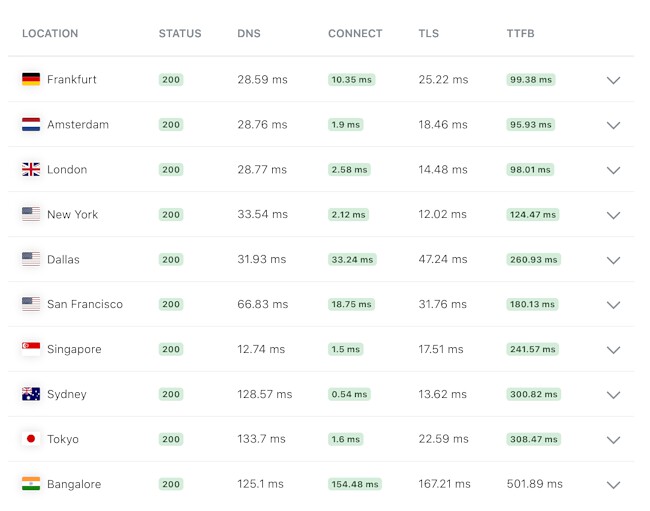 LOCATION STATUS DNS CONNECT TLS TTFB
Frankfurt 200 28.59 ms 10.35 ms 25.22 ms 99.38 ms
Amsterdam 200 28.76 ms 1.9 ms 18.46 ms 95.93 ms
London 200 28.77 ms 2.58 ms 14.48 ms 98.01 ms
New York 200 33.54 ms 2.12 ms 12.02 ms 124.47 ms
Dallas 200 31.93 ms 33.24 ms 47.24 ms 260.93 ms
San Francisco 200 66.83 ms 18.75 ms 31.76 ms 180.13 ms
Singapore 200 12.74 ms 1.5 ms 17.51 ms 241.57 ms
Sydney 200 128.57 ms 0.54 ms 13.62 ms 300.82 ms
Tokyo 200 133.7 ms 1.6 ms 22.59 ms 308.47 ms
Bangalore 200 125.1 ms 154.48 ms 167.21 ms 501.89 ms